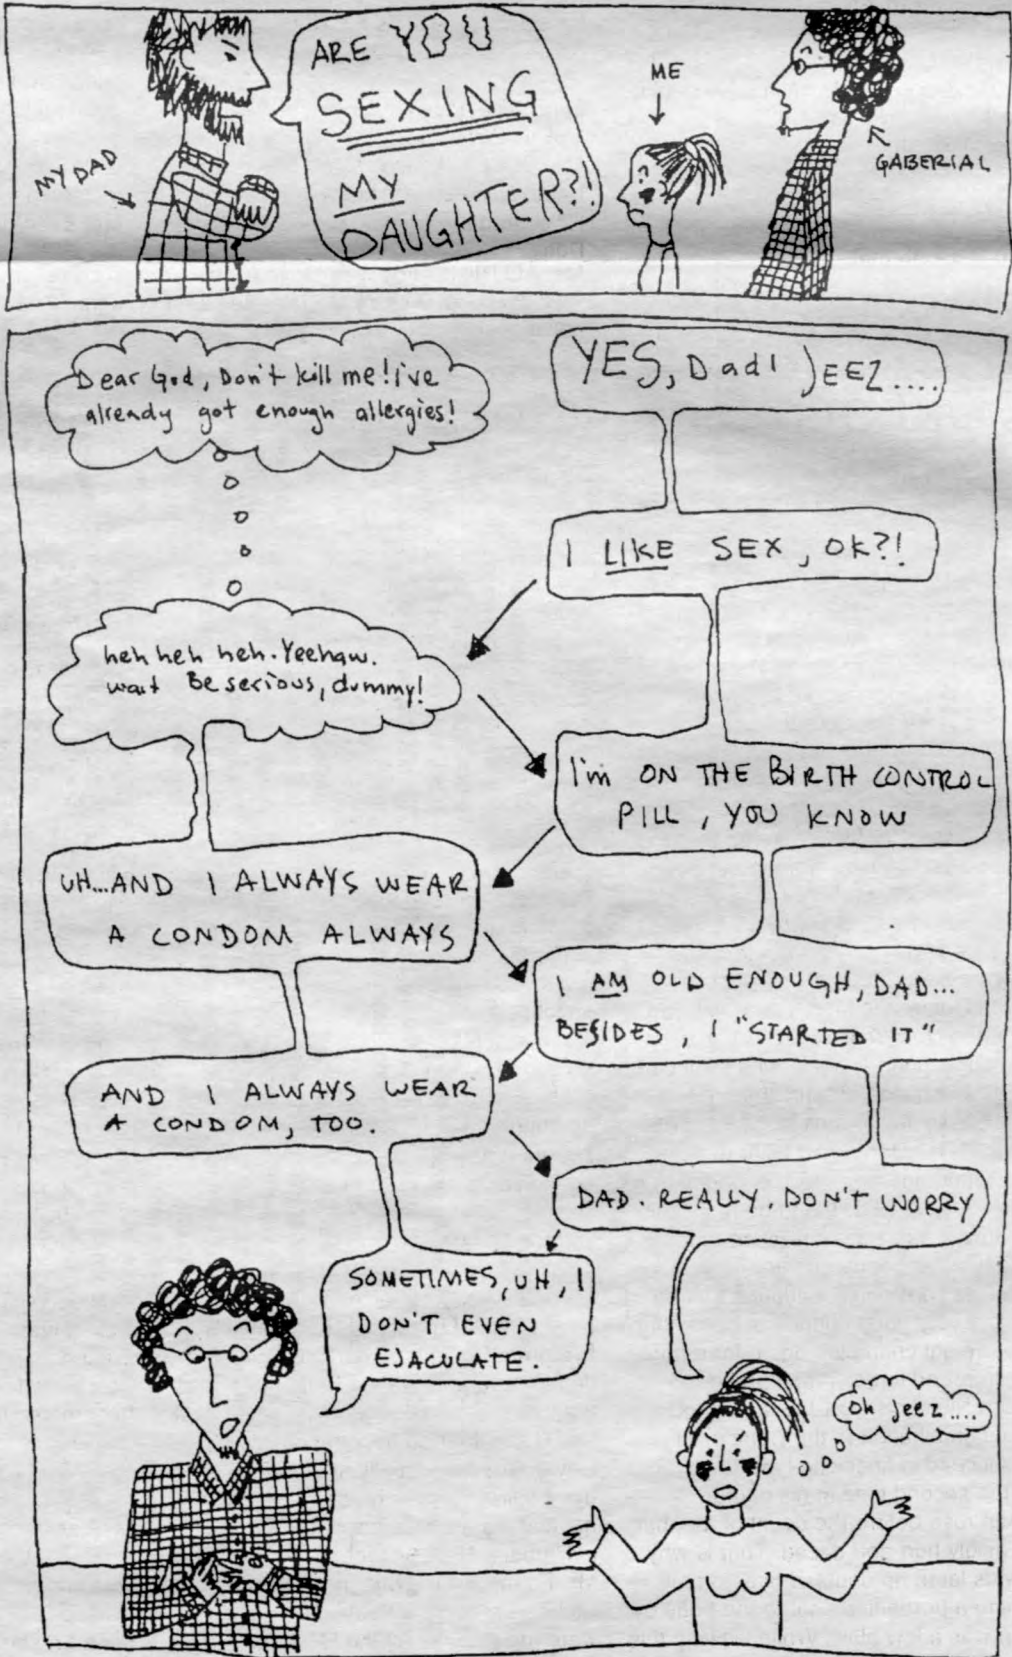 ARE YOU
SEXING
MY
DAUGHTER?!
MY DAD
ME
GABERIAL
Dear God, Don't kill me! i've
already got enough allergies!
YES, Dad! JEEZ....
I LIKE SEX, OK?!
heh heh heh. Yeehaw.
wait Be serious, dummy!
I'm ON THE BIRTH CONTROL
PILL, YOU KNOW
UH...AND I ALWAYS WEAR
A CONDOM ALWAYS
I AM OLD ENOUGH, DAD...
BESIDES, I "STARTED IT"
AND I ALWAYS WEAR
A CONDOM, TOO.
DAD. REALLY. DON'T WORRY
SOMETIMES, UH, I
DON'T EVEN
EJACULATE.
Oh Jeez....